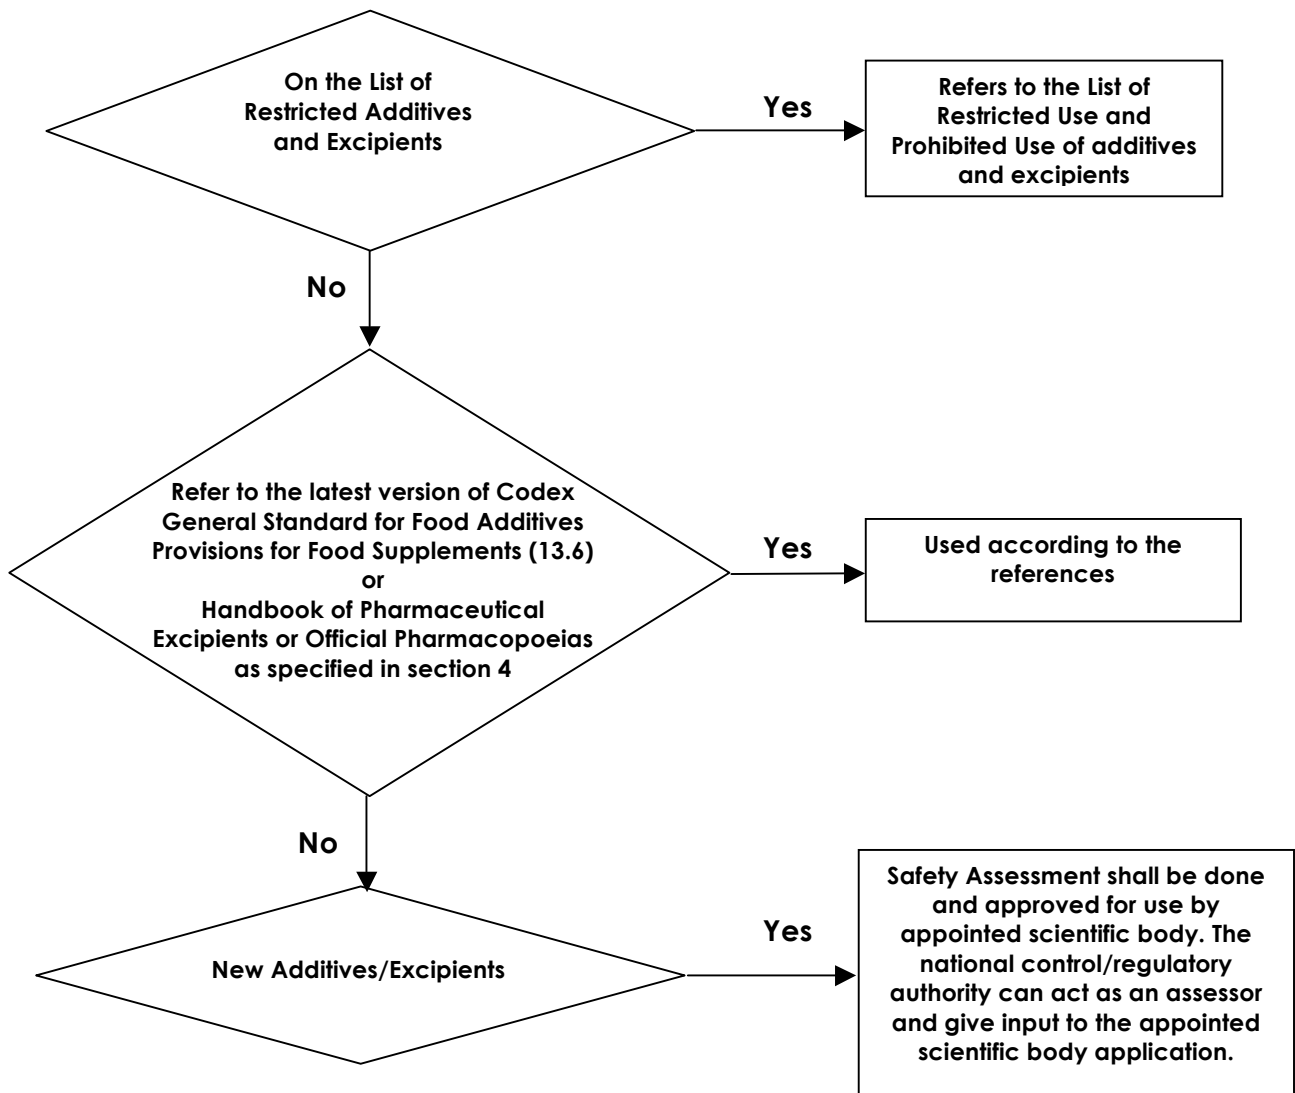 On the List of
Restricted Additives
and Excipients
Yes
Refers to the List of
Restricted Use and
Prohibited Use of additives
and excipients
No
Refer to the latest version of Codex
General Standard for Food Additives
Provisions for Food Supplements (13.6)
or
Handbook of Pharmaceutical
Excipients or Official Pharmacopoeias
as specified in section 4
Yes
Used according to the
references
No
New Additives/Excipients
Yes
Safety Assessment shall be done
and approved for use by
appointed scientific body. The
national control/regulatory
authority can act as an assessor
and give input to the appointed
scientific body application.